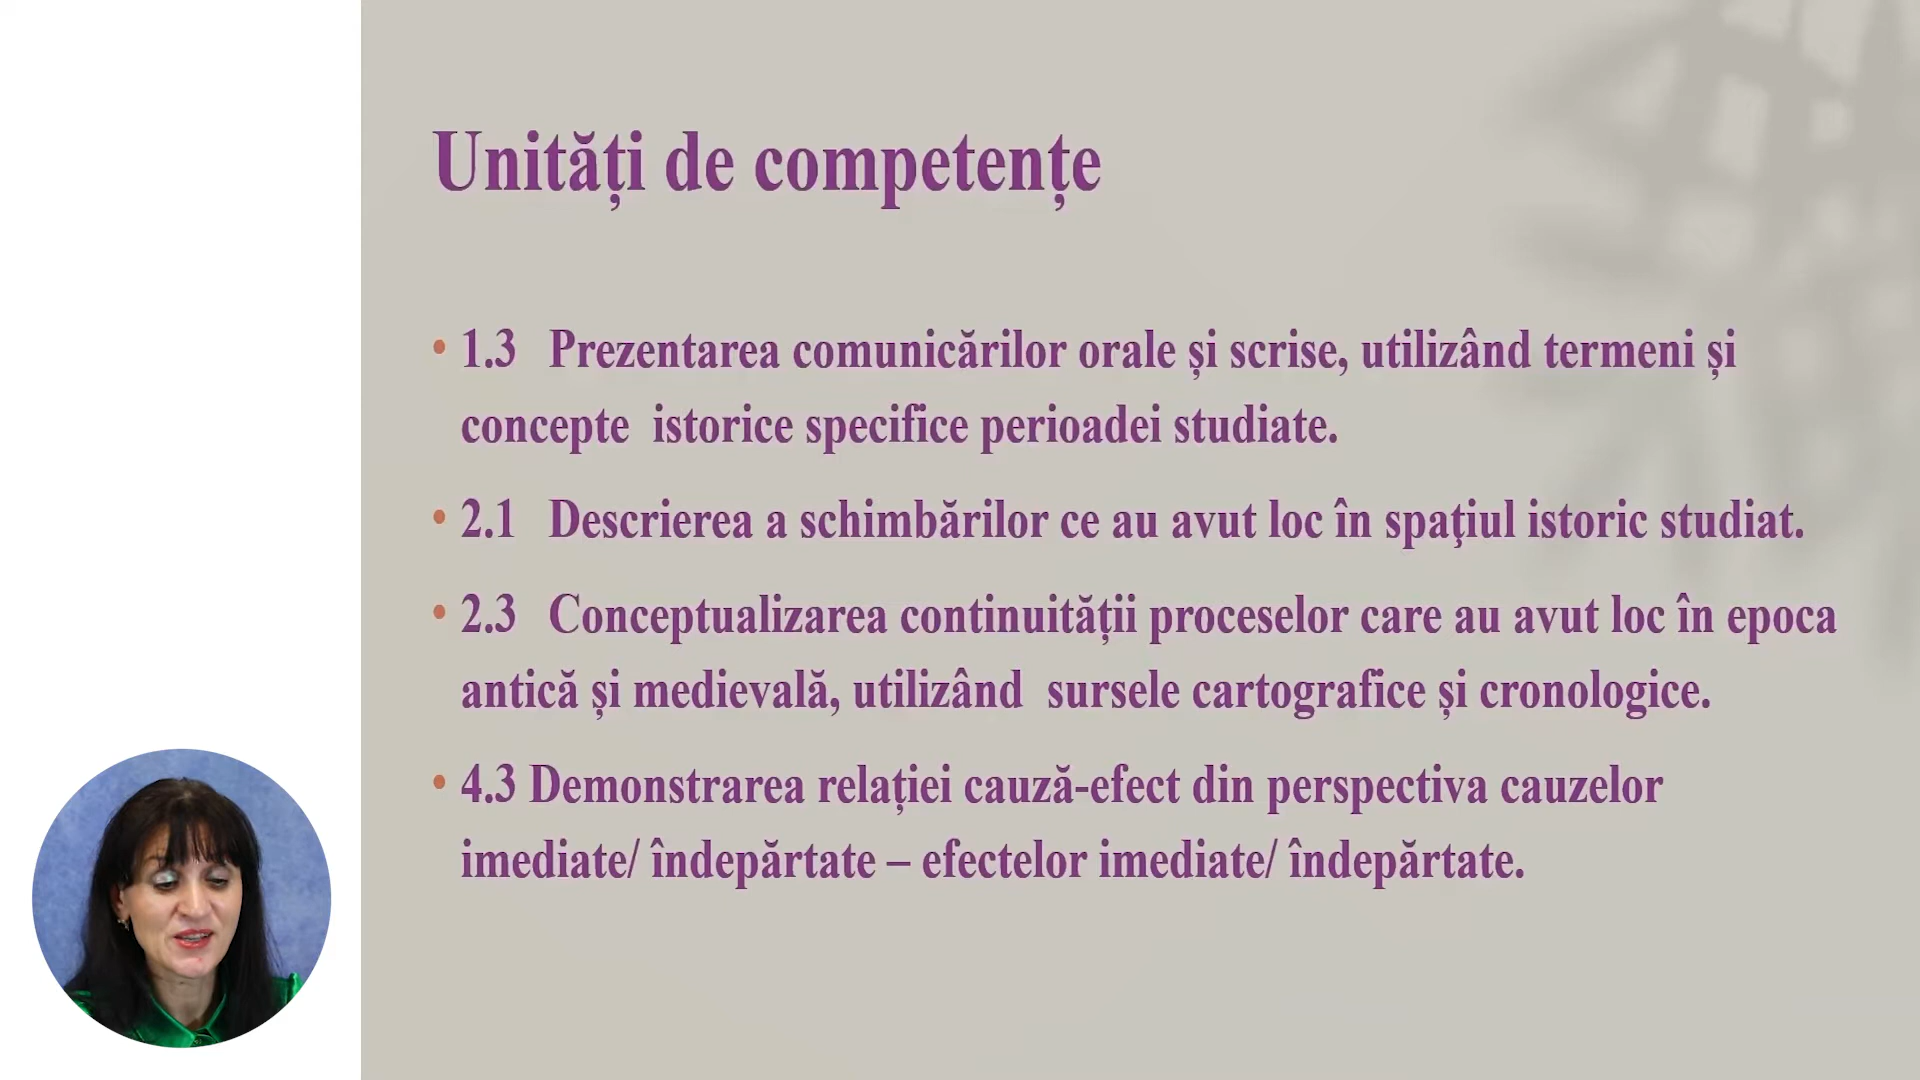 Unități de competențe
• 1.3 Prezentarea comunicărilor orale și scrise, utilizând termeni și
concepte istorice specifice perioadei studiate.
• 2.1 Descrierea a schimbărilor ce au avut loc în spaţiul istoric studiat.
• 2.3 Conceptualizarea continuității proceselor care au avut loc în epoca
antică și medievală, utilizând sursele cartografice și cronologice.
• 4.3 Demonstrarea relației cauză-efect din perspectiva cauzelor
imediate/ îndepărtate – efectelor imediate/ îndepărtate.